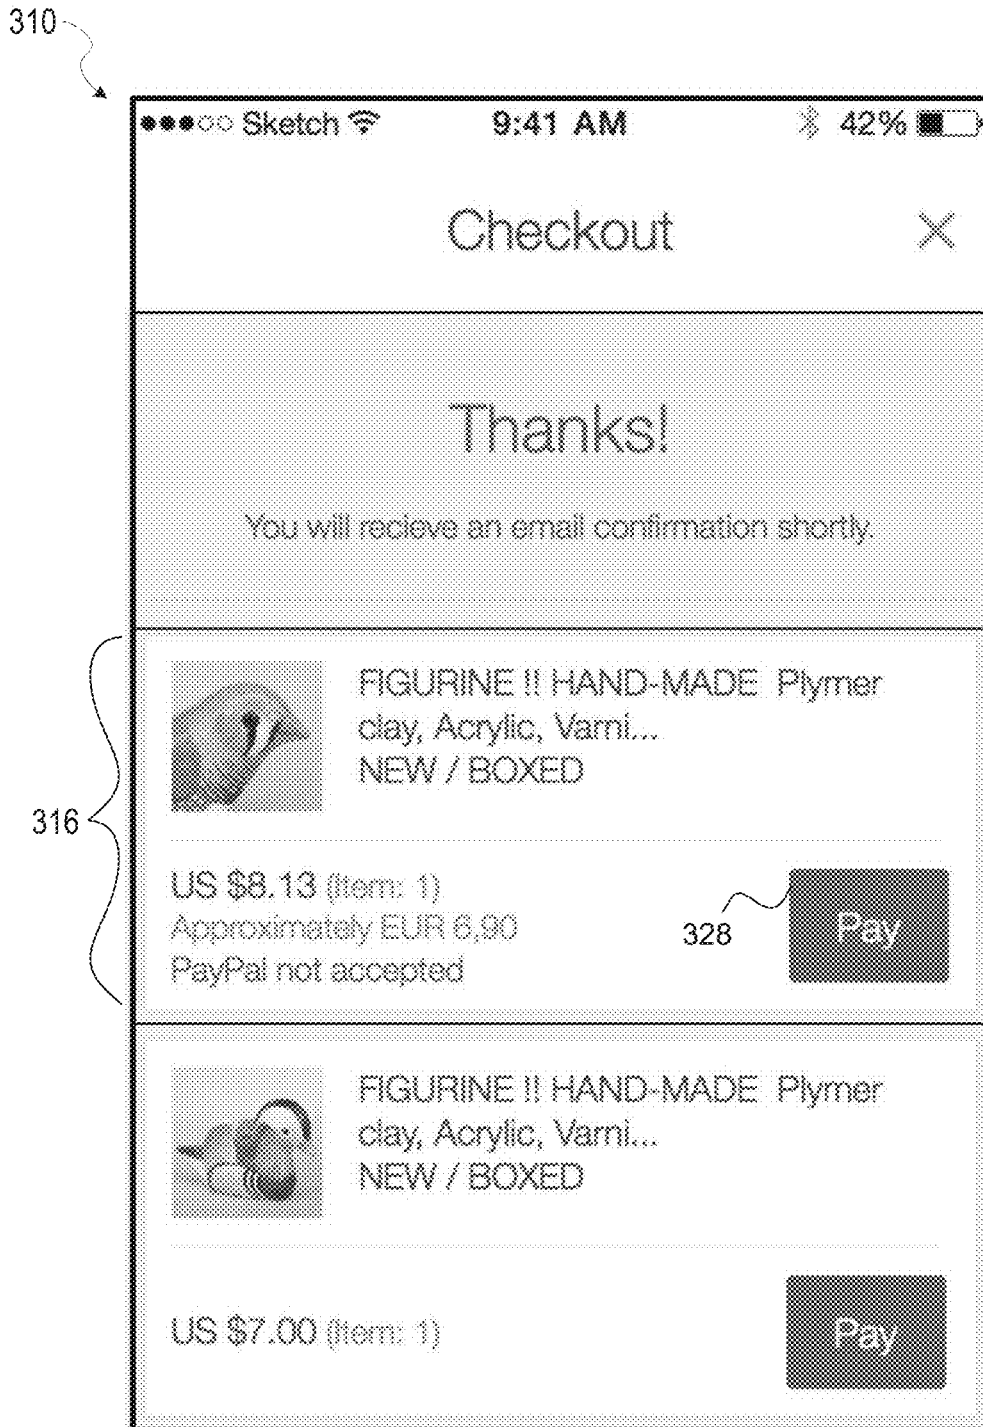 310
Sketch 9:41 AM 42%
Checkout ×
Thanks!
You will recieve an email confirmation shortly.
316
FIGURINE !! HAND-MADE Plymer
clay, Acrylic, Varni...
NEW / BOXED
US $8.13 (item: 1)
Approximately EUR 6,90
PayPal not accepted
328
Pay
FIGURINE !! HAND-MADE Plymer
clay, Acrylic, Varni...
NEW / BOXED
US $7.00 (item: 1)
Pay